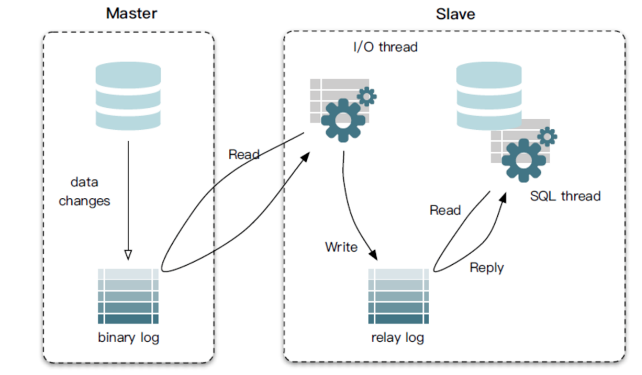 Master
Slave
I/O thread
Read
data
changes
SQL thread
Read
Write
Reply
binary log
relay log